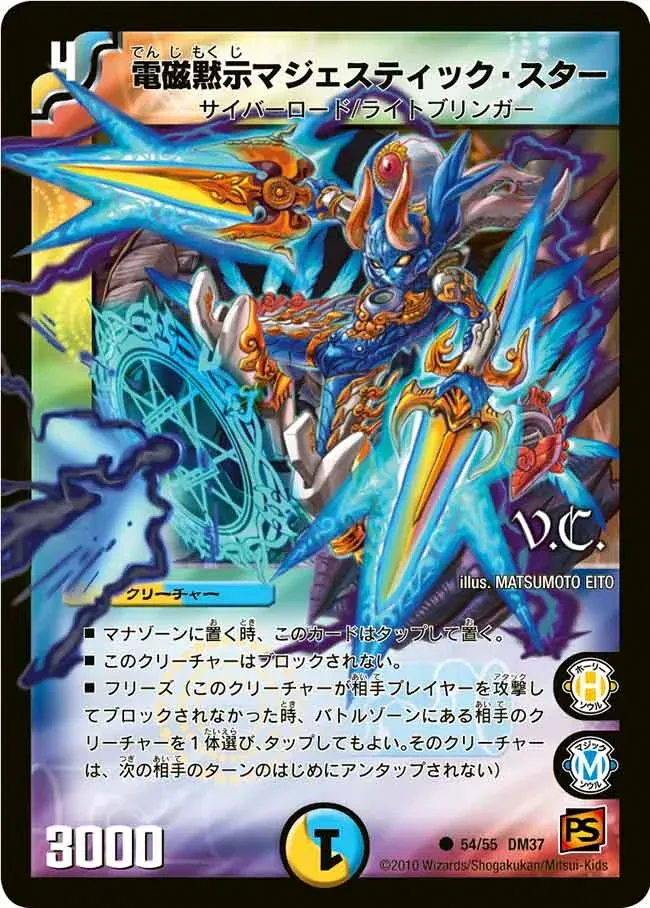 4
でんじもくじ
電磁黙示マジェスティック・スター
サイバーロード/ライトブリンガー
V.C.
illus. MATSUMOTO EITO
クリーチャー
■ マナゾーンに置く時、このカードはタップして置く。
■ このクリーチャーはブロックされない。
■ フリーズ（このクリーチャーが相手プレイヤーを攻撃し
てブロックされなかった時、バトルゾーンにある相手のク
リーチャーを１体選び、タップしてもよい。そのクリーチャー
は、次の相手のターンのはじめにアンタップされない）
ホーリー
H
ソウル
マジック
M
ソウル
3000
1
● 54/55 DM37
PS
©2010 Wizards/Shogakukan/Mitsui-Kids